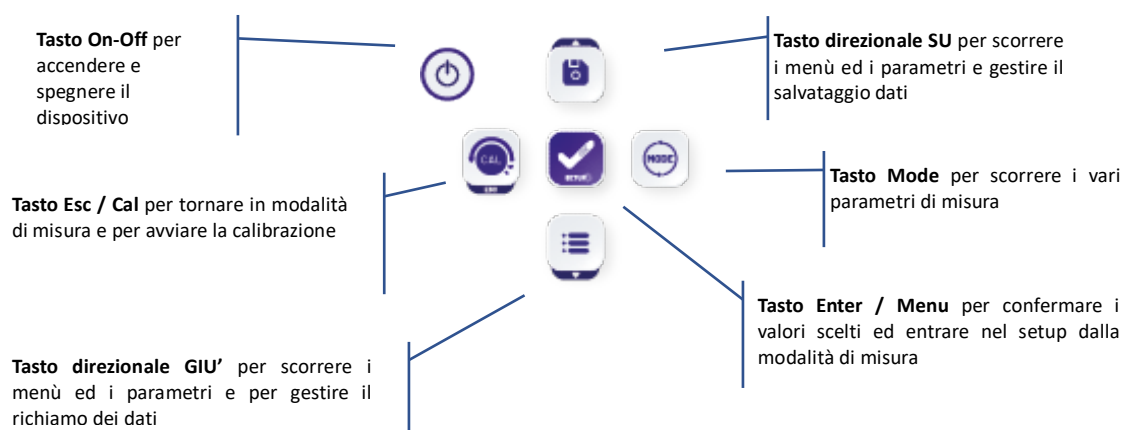 Tasto On-Off per
accendere e
spegnere il
dispositivo
Tasto direzionale SU per scorrere
i menù ed i parametri e gestire il
salvataggio dati
CAL
SETUP
MODE
ESC
Tasto Mode per scorrere i vari
parametri di misura
Tasto Esc / Cal per tornare in modalità
di misura e per avviare la calibrazione
Tasto Enter / Menu per confermare i
valori scelti ed entrare nel setup dalla
modalità di misura
Tasto direzionale GIU’ per scorrere i
menù ed i parametri e per gestire il
richiamo dei dati